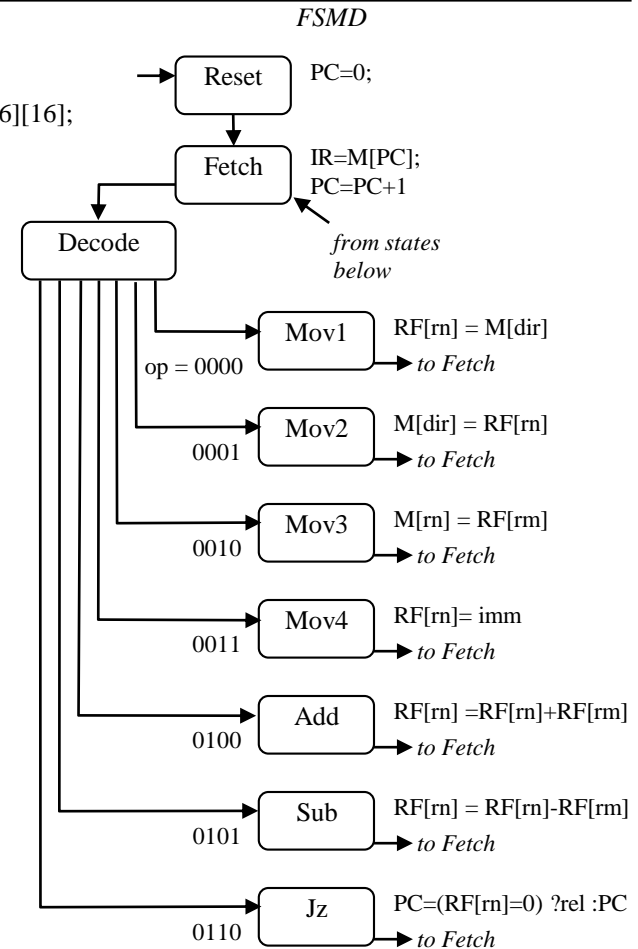 FSMD
Reset PC=0;
6][16];
Fetch IR=M[PC];
PC=PC+1
Decode
from states
below
Mov1 RF[rn] = M[dir]
op = 0000 to Fetch
Mov2 M[dir] = RF[rn]
0001 to Fetch
Mov3 M[rn] = RF[rm]
0010 to Fetch
Mov4 RF[rn]= imm
0011 to Fetch
Add RF[rn] =RF[rn]+RF[rm]
0100 to Fetch
Sub RF[rn] = RF[rn]-RF[rm]
0101 to Fetch
Jz PC=(RF[rn]=0) ?rel :PC
0110 to Fetch